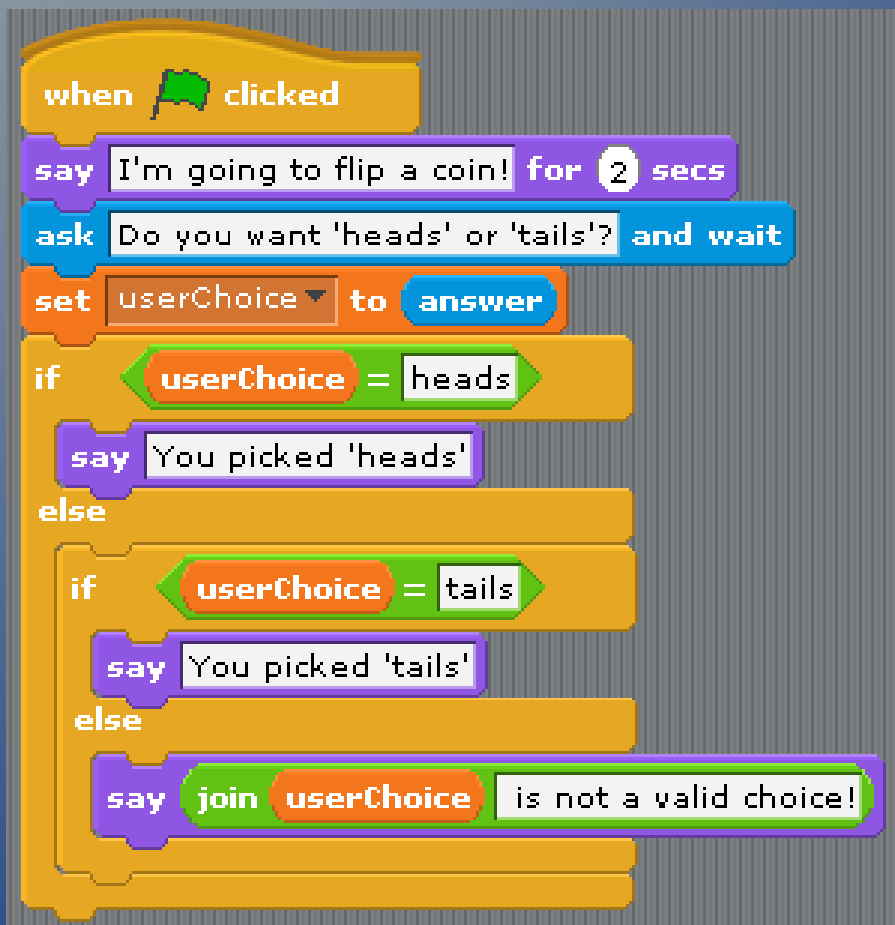 when clicked
say I'm going to flip a coin! for 2 secs
ask Do you want 'heads' or 'tails'? and wait
set userChoice to answer
if userChoice = heads
say You picked 'heads'
else
if userChoice = tails
say You picked 'tails'
else
say join userChoice is not a valid choice!